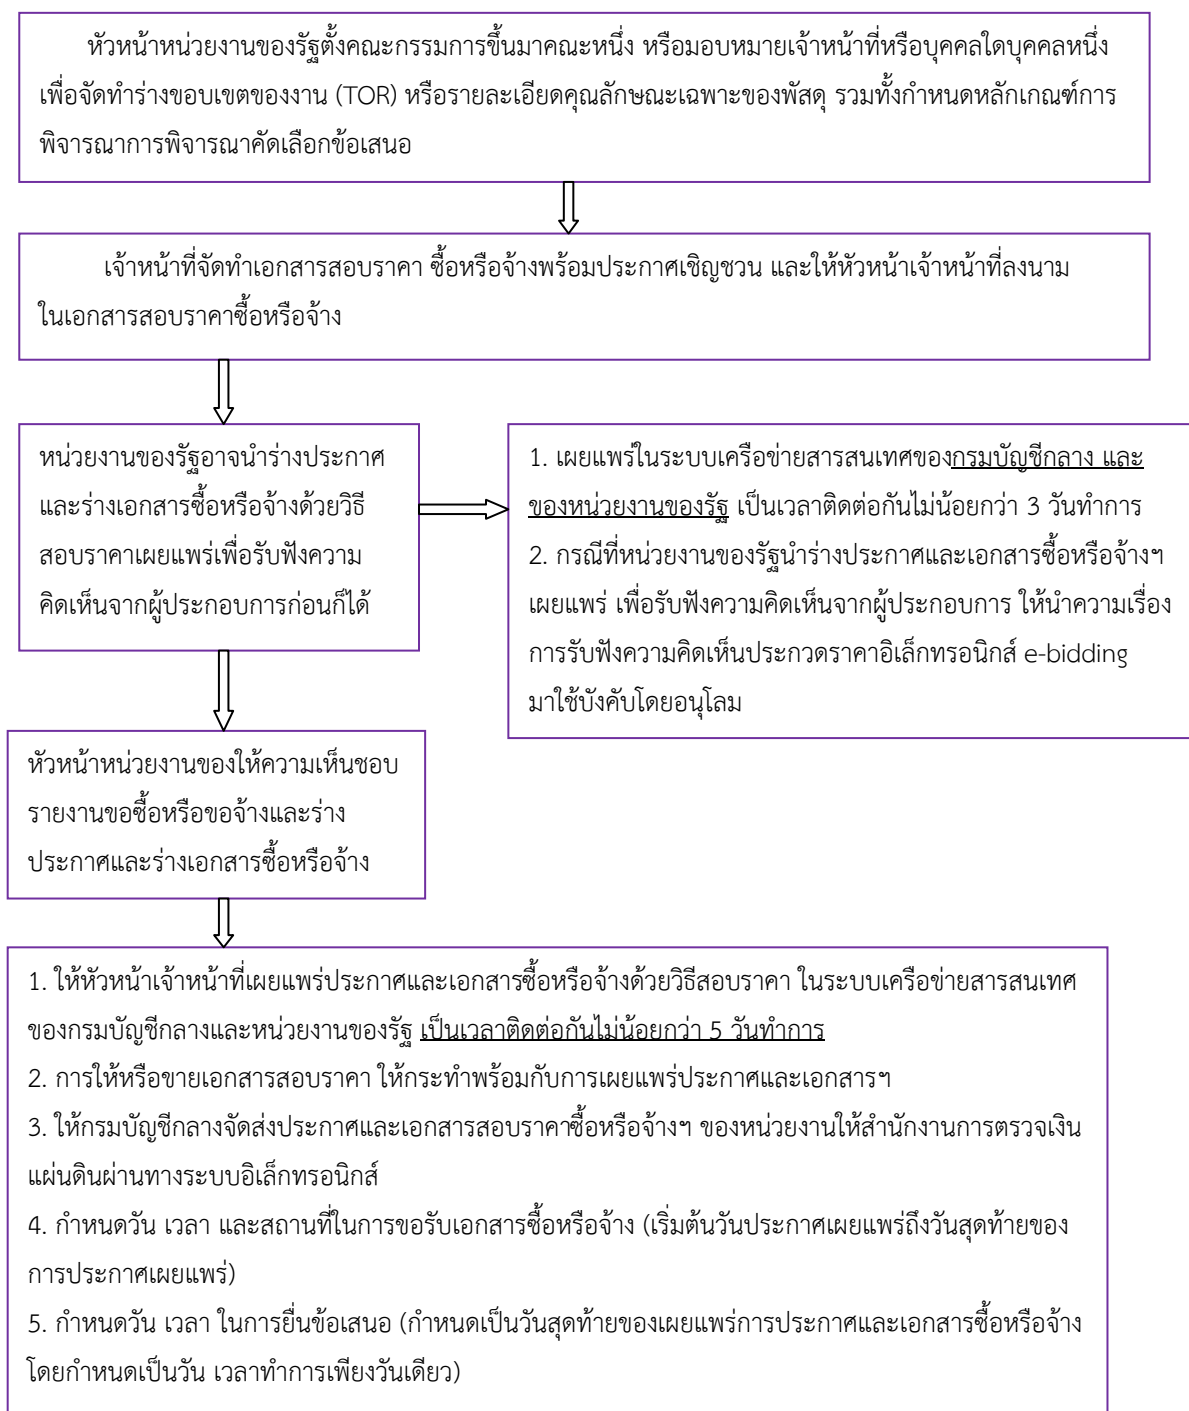 หัวหน้าหน่วยงานของรัฐตั้งคณะกรรมการขึ้นมาคณะหนึ่ง หรือมอบหมายเจ้าหน้าที่หรือบุคคลใดบุคคลหนึ่ง
เพื่อจัดทำร่างขอบเขตของงาน (TOR) หรือรายละเอียดคุณลักษณะเฉพาะของพัสดุ รวมทั้งกำหนดหลักเกณฑ์การ
พิจารณาการพิจารณาคัดเลือกข้อเสนอ
เจ้าหน้าที่จัดทำเอกสารสอบราคา ซื้อหรือจ้างพร้อมประกาศเชิญชวน และให้หัวหน้าเจ้าหน้าที่ลงนาม
ในเอกสารสอบราคาซื้อหรือจ้าง
หน่วยงานของรัฐอาจนำร่างประกาศ
และร่างเอกสารซื้อหรือจ้างด้วยวิธี
สอบราคาเผยแพร่เพื่อรับฟังความ
คิดเห็นจากผู้ประกอบการก่อนก็ได้
1. เผยแพร่ในระบบเครือข่ายสารสนเทศของกรมบัญชีกลาง และ
ของหน่วยงานของรัฐ เป็นเวลาติดต่อกันไม่น้อยกว่า 3 วันทำการ
2. กรณีที่หน่วยงานของรัฐนำร่างประกาศและเอกสารซื้อหรือจ้างฯ
เผยแพร่ เพื่อรับฟังความคิดเห็นจากผู้ประกอบการ ให้นำความเรื่อง
การรับฟังความคิดเห็นประกวดราคาอิเล็กทรอนิกส์ e-bidding
มาใช้บังคับโดยอนุโลม
หัวหน้าหน่วยงานของให้ความเห็นชอบ
รายงานขอซื้อหรือขอจ้างและร่าง
ประกาศและร่างเอกสารซื้อหรือจ้าง
1. ให้หัวหน้าเจ้าหน้าที่เผยแพร่ประกาศและเอกสารซื้อหรือจ้างด้วยวิธีสอบราคา ในระบบเครือข่ายสารสนเทศ
ของกรมบัญชีกลางและหน่วยงานของรัฐ เป็นเวลาติดต่อกันไม่น้อยกว่า 5 วันทำการ
2. การให้หรือขายเอกสารสอบราคา ให้กระทำพร้อมกับการเผยแพร่ประกาศและเอกสารฯ
3. ให้กรมบัญชีกลางจัดส่งประกาศและเอกสารสอบราคาซื้อหรือจ้างฯ ของหน่วยงานให้สำนักงานการตรวจเงิน
แผ่นดินผ่านทางระบบอิเล็กทรอนิกส์
4. กำหนดวัน เวลา และสถานที่ในการขอรับเอกสารซื้อหรือจ้าง (เริ่มต้นวันประกาศเผยแพร่ถึงวันสุดท้ายของ
การประกาศเผยแพร่)
5. กำหนดวัน เวลา ในการยื่นข้อเสนอ (กำหนดเป็นวันสุดท้ายของเผยแพร่การประกาศและเอกสารซื้อหรือจ้าง
โดยกำหนดเป็นวัน เวลาทำการเพียงวันเดียว)